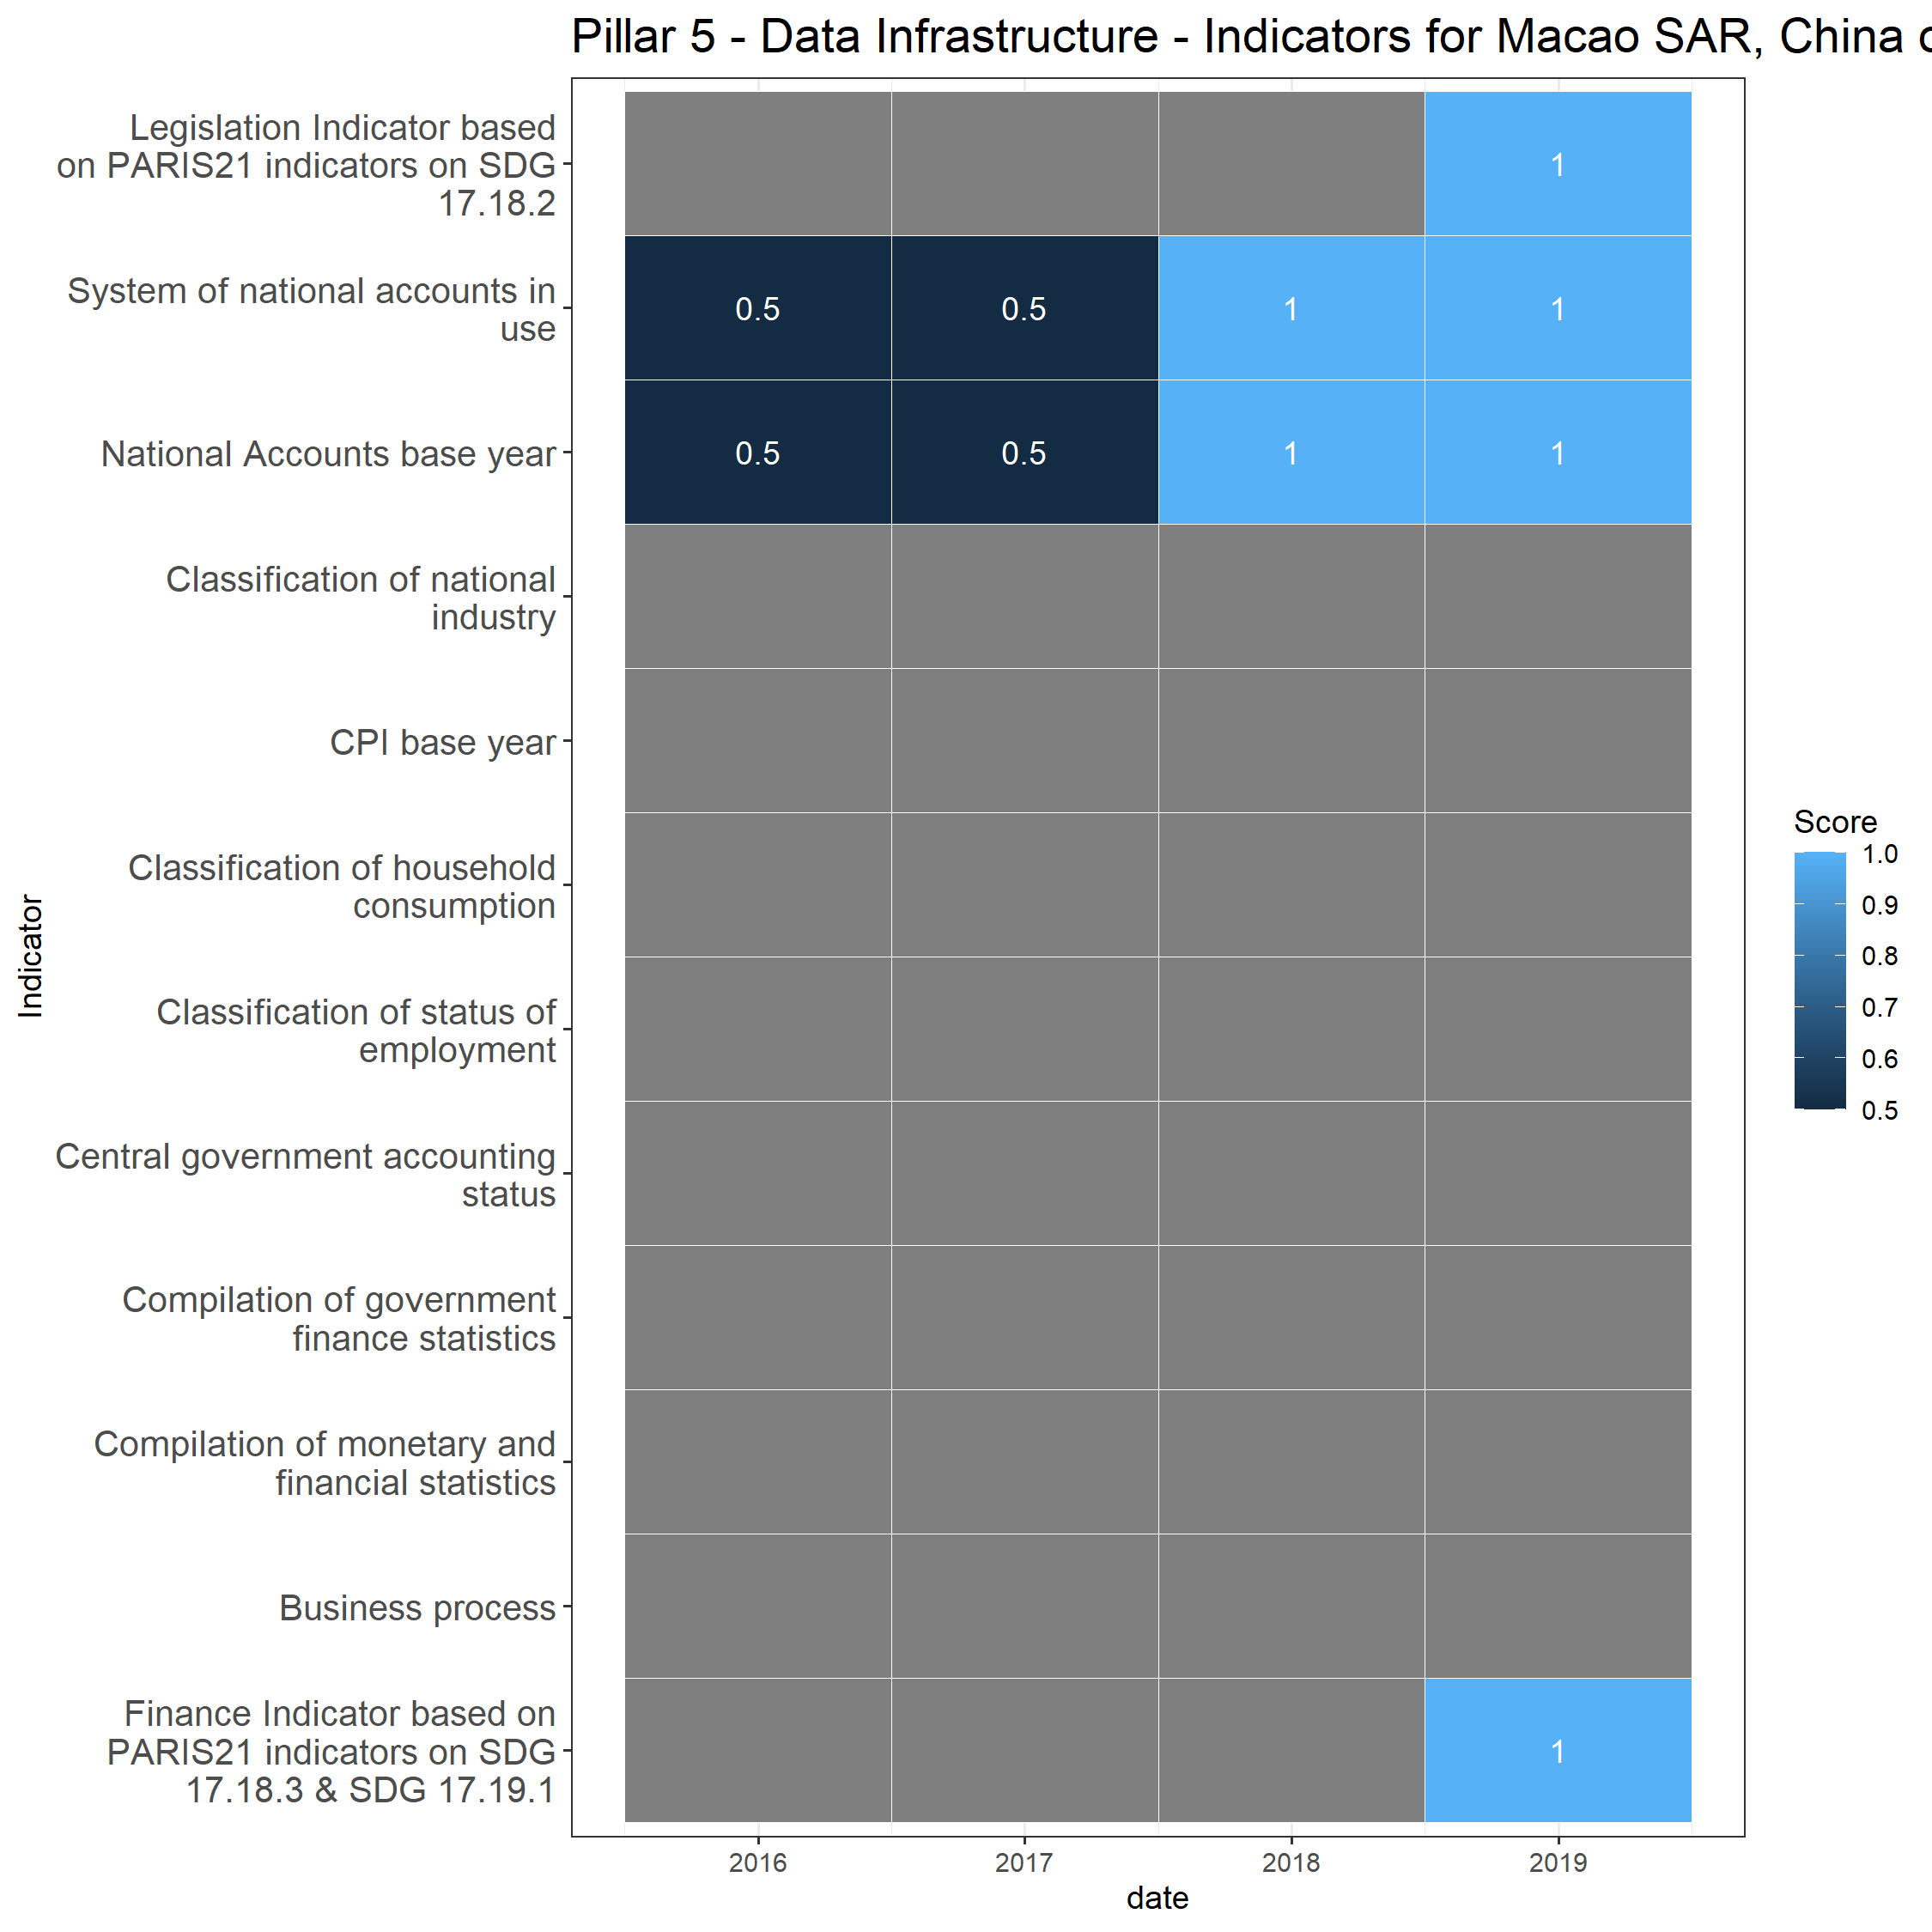 Pillar 5 - Data Infrastructure - Indicators for Macao SAR, China
Legislation Indicator based
on PARIS21 indicators on SDG
17.18.2
1
System of national accounts in
use
0.5 0.5 1 1
National Accounts base year
0.5 0.5 1 1
Classification of national
industry
CPI base year
Classification of household
consumption
Classification of status of
employment
Central government accounting
status
Compilation of government
finance statistics
Compilation of monetary and
financial statistics
Business process
Finance Indicator based on
PARIS21 indicators on SDG
17.18.3 & SDG 17.19.1
1
2016 2017 2018 2019
date
Indicator
Score
1.0
0.9
0.8
0.7
0.6
0.5